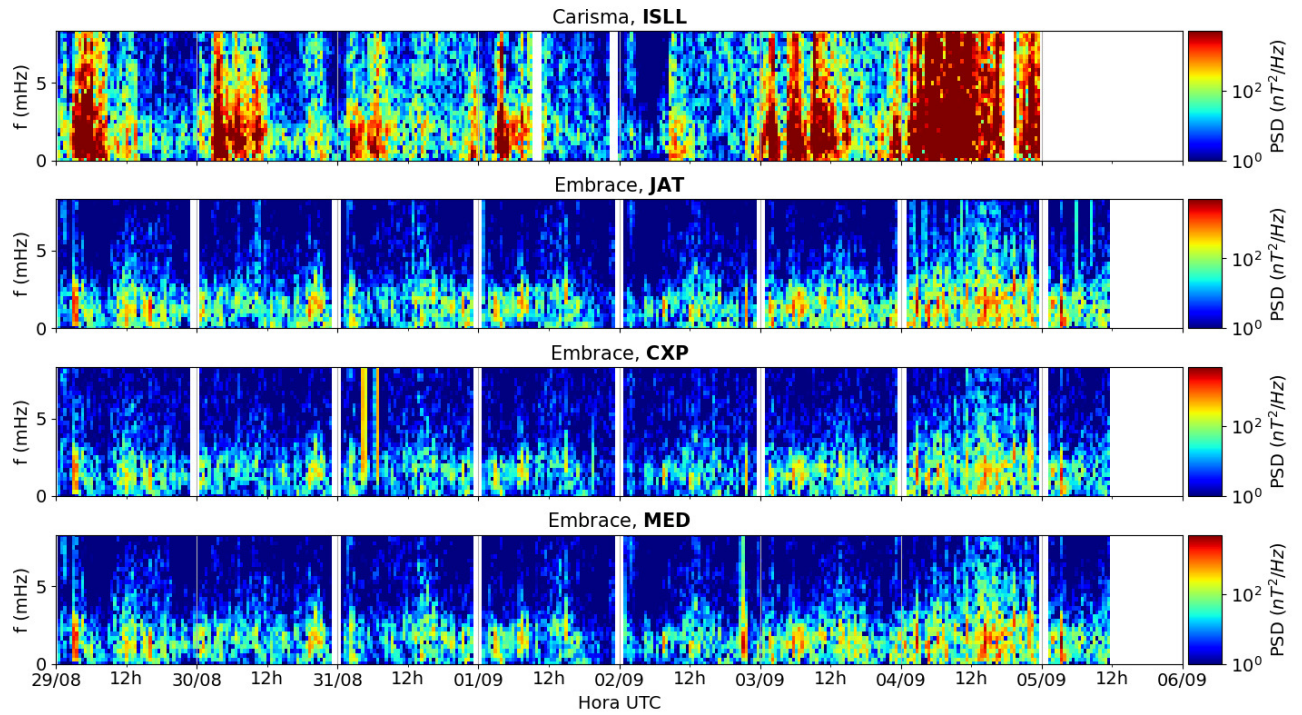 Carisma, ISLL
f (mHz)
5
0
10²
10⁰
PSD (nT²/Hz)
Embrace, JAT
f (mHz)
5
0
10²
10⁰
PSD (nT²/Hz)
Embrace, CXP
f (mHz)
5
0
10²
10⁰
PSD (nT²/Hz)
Embrace, MED
f (mHz)
5
0
10²
10⁰
PSD (nT²/Hz)
29/08 12h 30/08 12h 31/08 12h 01/09 12h 02/09 12h 03/09 12h 04/09 12h 05/09 12h 06/09
Hora UTC